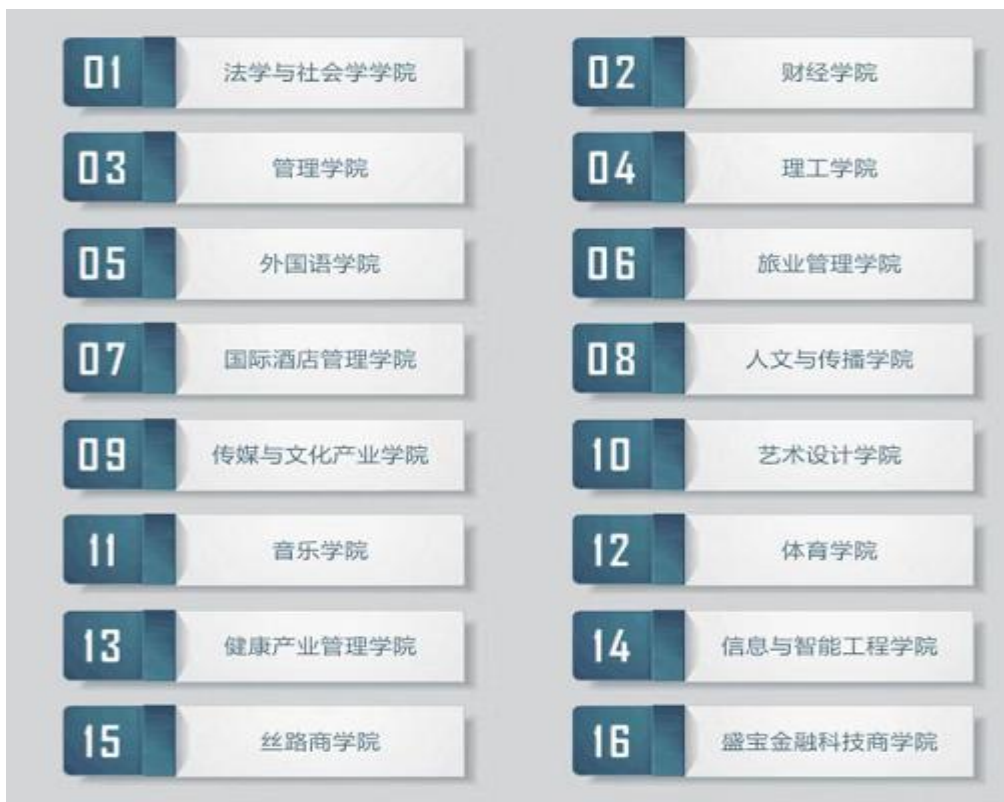 01 法学与社会学学院
02 财经学院
03 管理学院
04 理工学院
05 外国语学院
06 旅业管理学院
07 国际酒店管理学院
08 人文与传播学院
09 传媒与文化产业学院
10 艺术设计学院
11 音乐学院
12 体育学院
13 健康产业管理学院
14 信息与智能工程学院
15 丝路商学院
16 盛宝金融科技商学院